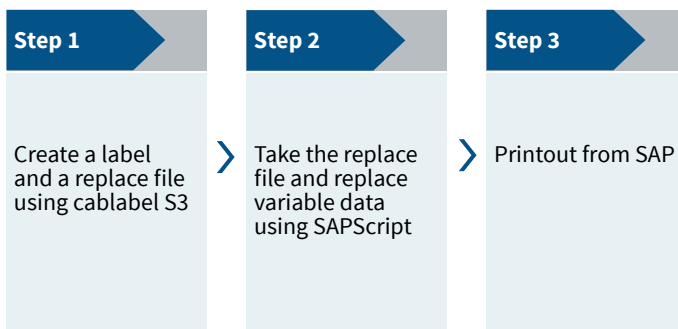 Step 1
Create a label
and a replace file
using cablabel S3
Step 2
Take the replace
file and replace
variable data
using SAPScript
Step 3
Printout from SAP